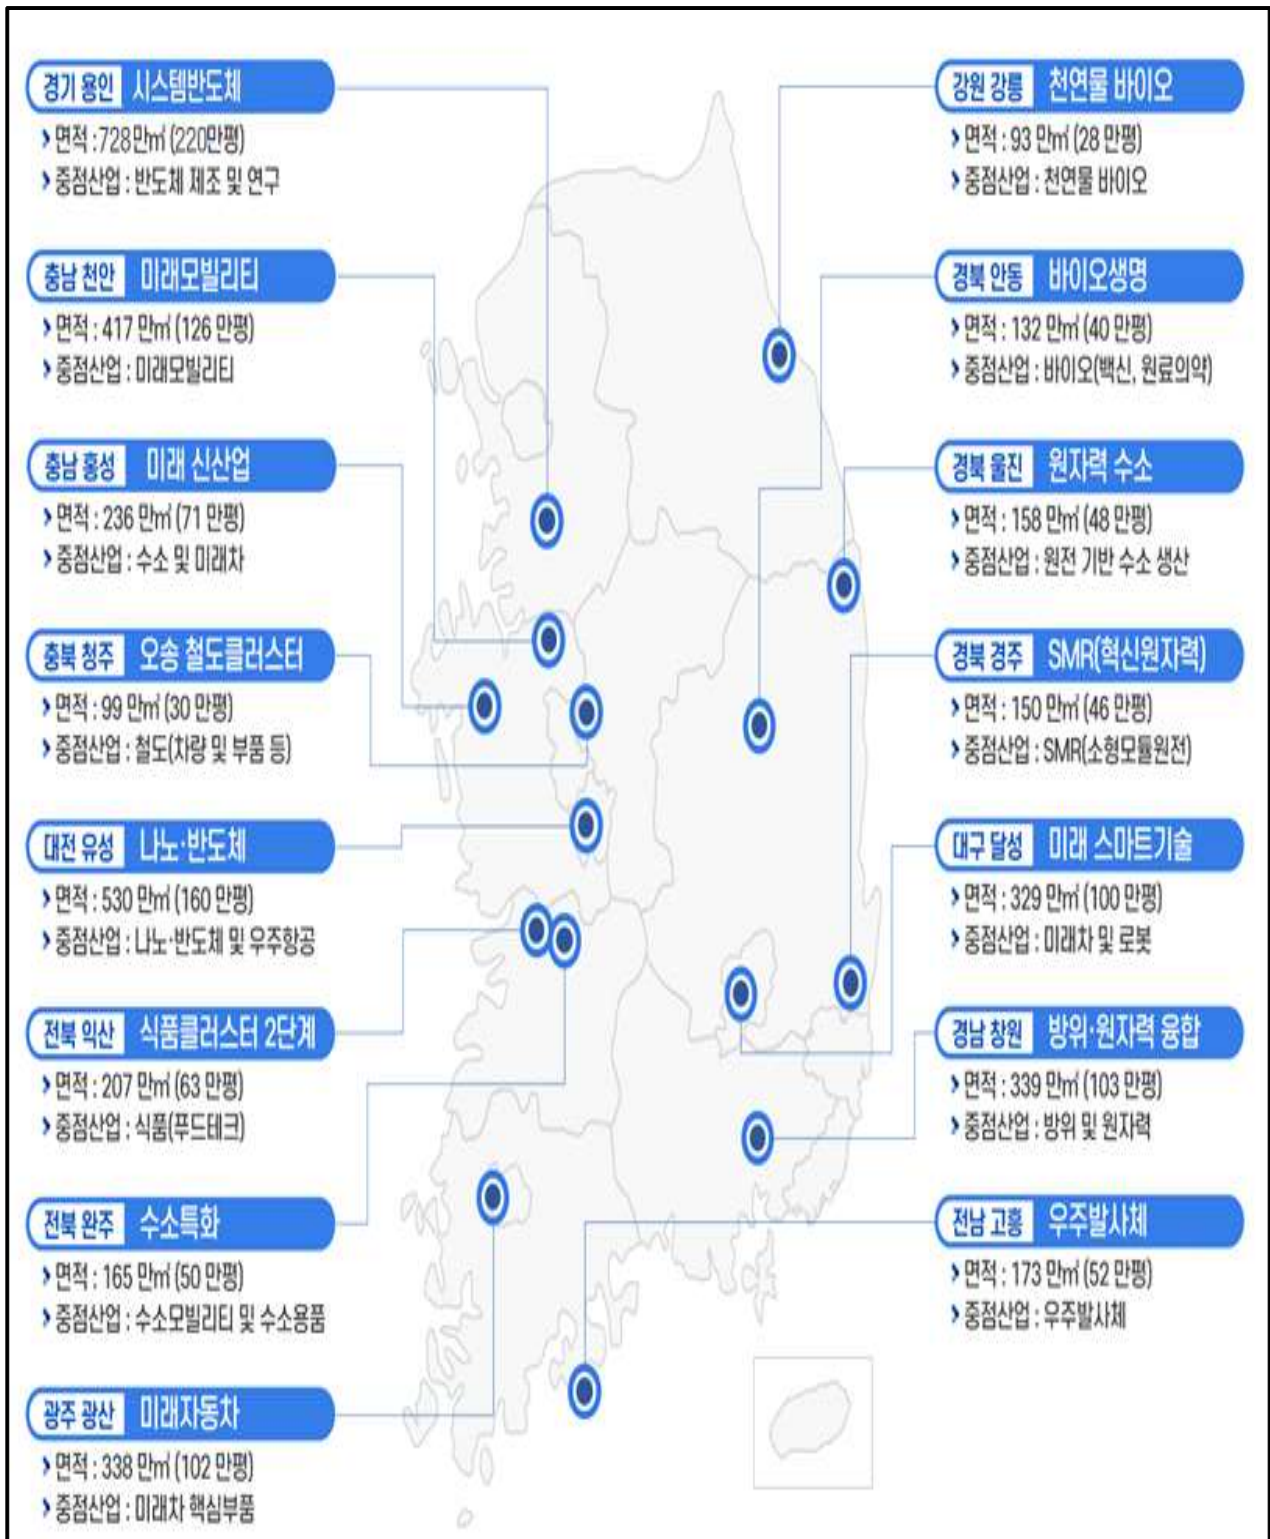 경기 용인 시스템반도체
면적 : 728만㎡ (220만평)
중점산업 : 반도체 제조 및 연구
충남 천안 미래모빌리티
면적 : 417 만㎡ (126 만평)
중점산업 : 미래모빌리티
충남 홍성 미래 신산업
면적 : 236 만㎡ (71 만평)
중점산업 : 수소 및 미래차
충북 청주 오송 철도클러스터
면적 : 99 만㎡ (30 만평)
중점산업 : 철도(차량 및 부품 등)
대전 유성 나노·반도체
면적 : 530 만㎡ (160 만평)
중점산업 : 나노·반도체 및 우주항공
전북 익산 식품클러스터 2단계
면적 : 207 만㎡ (63 만평)
중점산업 : 식품(푸드테크)
전북 완주 수소특화
면적 : 165 만㎡ (50 만평)
중점산업 : 수소모빌리티 및 수소용품
광주 광산 미래자동차
면적 : 338 만㎡ (102 만평)
중점산업 : 미래차 핵심부품
강원 강릉 천연물 바이오
면적 : 93 만㎡ (28 만평)
중점산업 : 천연물 바이오
경북 안동 바이오생명
면적 : 132 만㎡ (40 만평)
중점산업 : 바이오(백신, 원료의약)
경북 울진 원자력 수소
면적 : 158 만㎡ (48 만평)
중점산업 : 원전 기반 수소 생산
경북 경주 SMR(혁신원자력)
면적 : 150 만㎡ (46 만평)
중점산업 : SMR(소형모듈원전)
대구 달성 미래 스마트기술
면적 : 329 만㎡ (100 만평)
중점산업 : 미래차 및 로봇
경남 창원 방위·원자력 융합
면적 : 339 만㎡ (103 만평)
중점산업 : 방위 및 원자력
전남 고흥 우주발사체
면적 : 173 만㎡ (52 만평)
중점산업 : 우주발사체